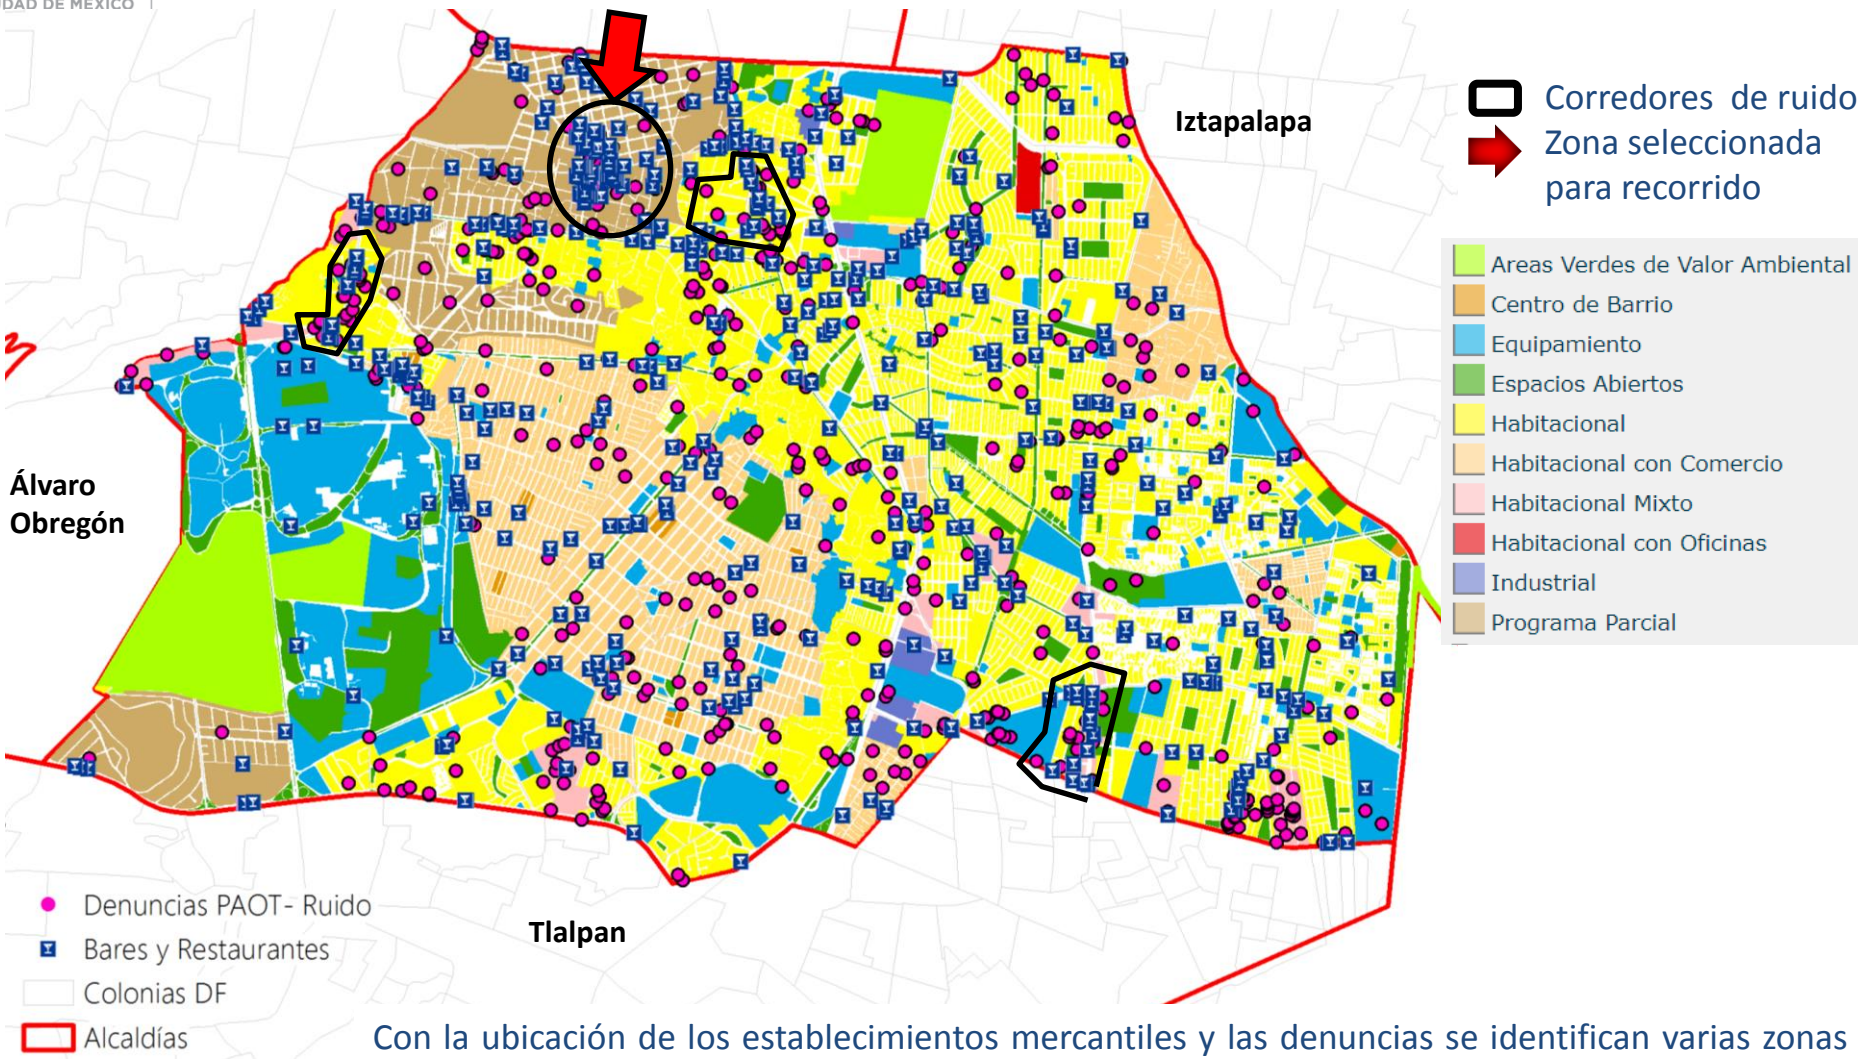 CIUDAD DE MÉXICO
Iztapalapa
Corredores de ruido
Zona seleccionada
para recorrido
Areas Verdes de Valor Ambiental
Centro de Barrio
Equipamiento
Espacios Abiertos
Habitacional
Habitacional con Comercio
Habitacional Mixto
Habitacional con Oficinas
Industrial
Programa Parcial
Álvaro
Obregón
Tlalpan
Denuncias PAOT- Ruido
Bares y Restaurantes
Colonias DF
Alcaldías
Con la ubicación de los establecimientos mercantiles y las denuncias se identifican varias zonas